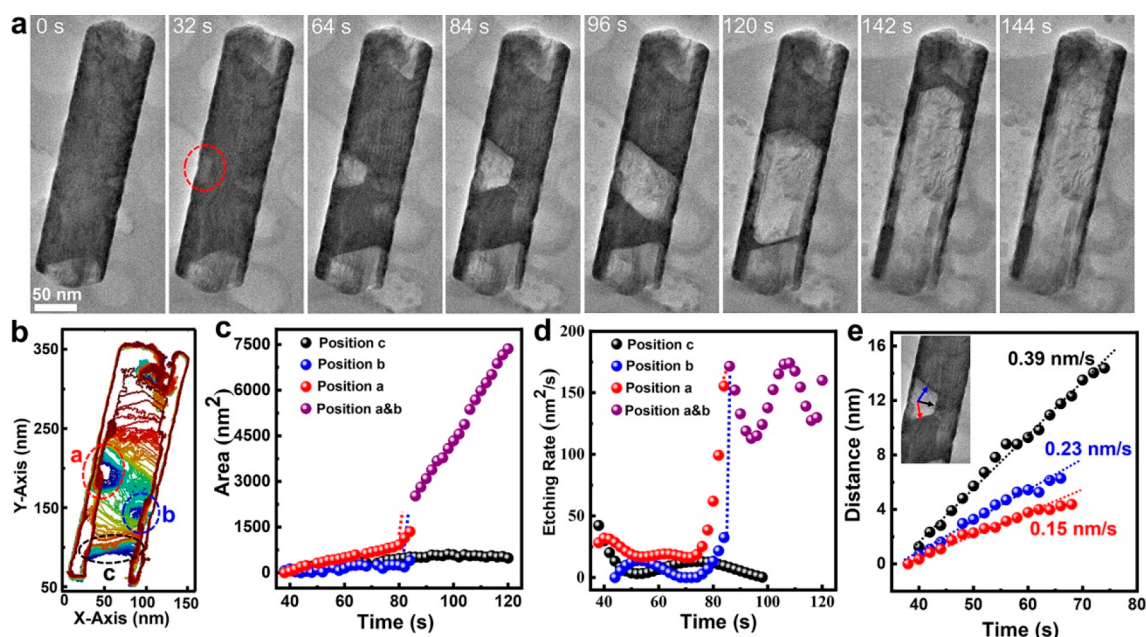 a
0 s
32 s
64 s
84 s
96 s
120 s
142 s
144 s
50 nm
b
350
250
150
50
Y-Axis (nm)
0
50
100
150
X-Axis (nm)
a
b
c
c
7500
6000
4500
3000
1500
0
Area (nm²)
Position c
Position b
Position a
Position a&b
40
60
80
100
120
Time (s)
d
200
150
100
50
0
Etching Rate (nm²/s)
Position c
Position b
Position a
Position a&b
40
60
80
100
120
Time (s)
e
16
12
8
4
0
Distance (nm)
0.39 nm/s
0.23 nm/s
0.15 nm/s
30
40
50
60
70
80
Time (s)